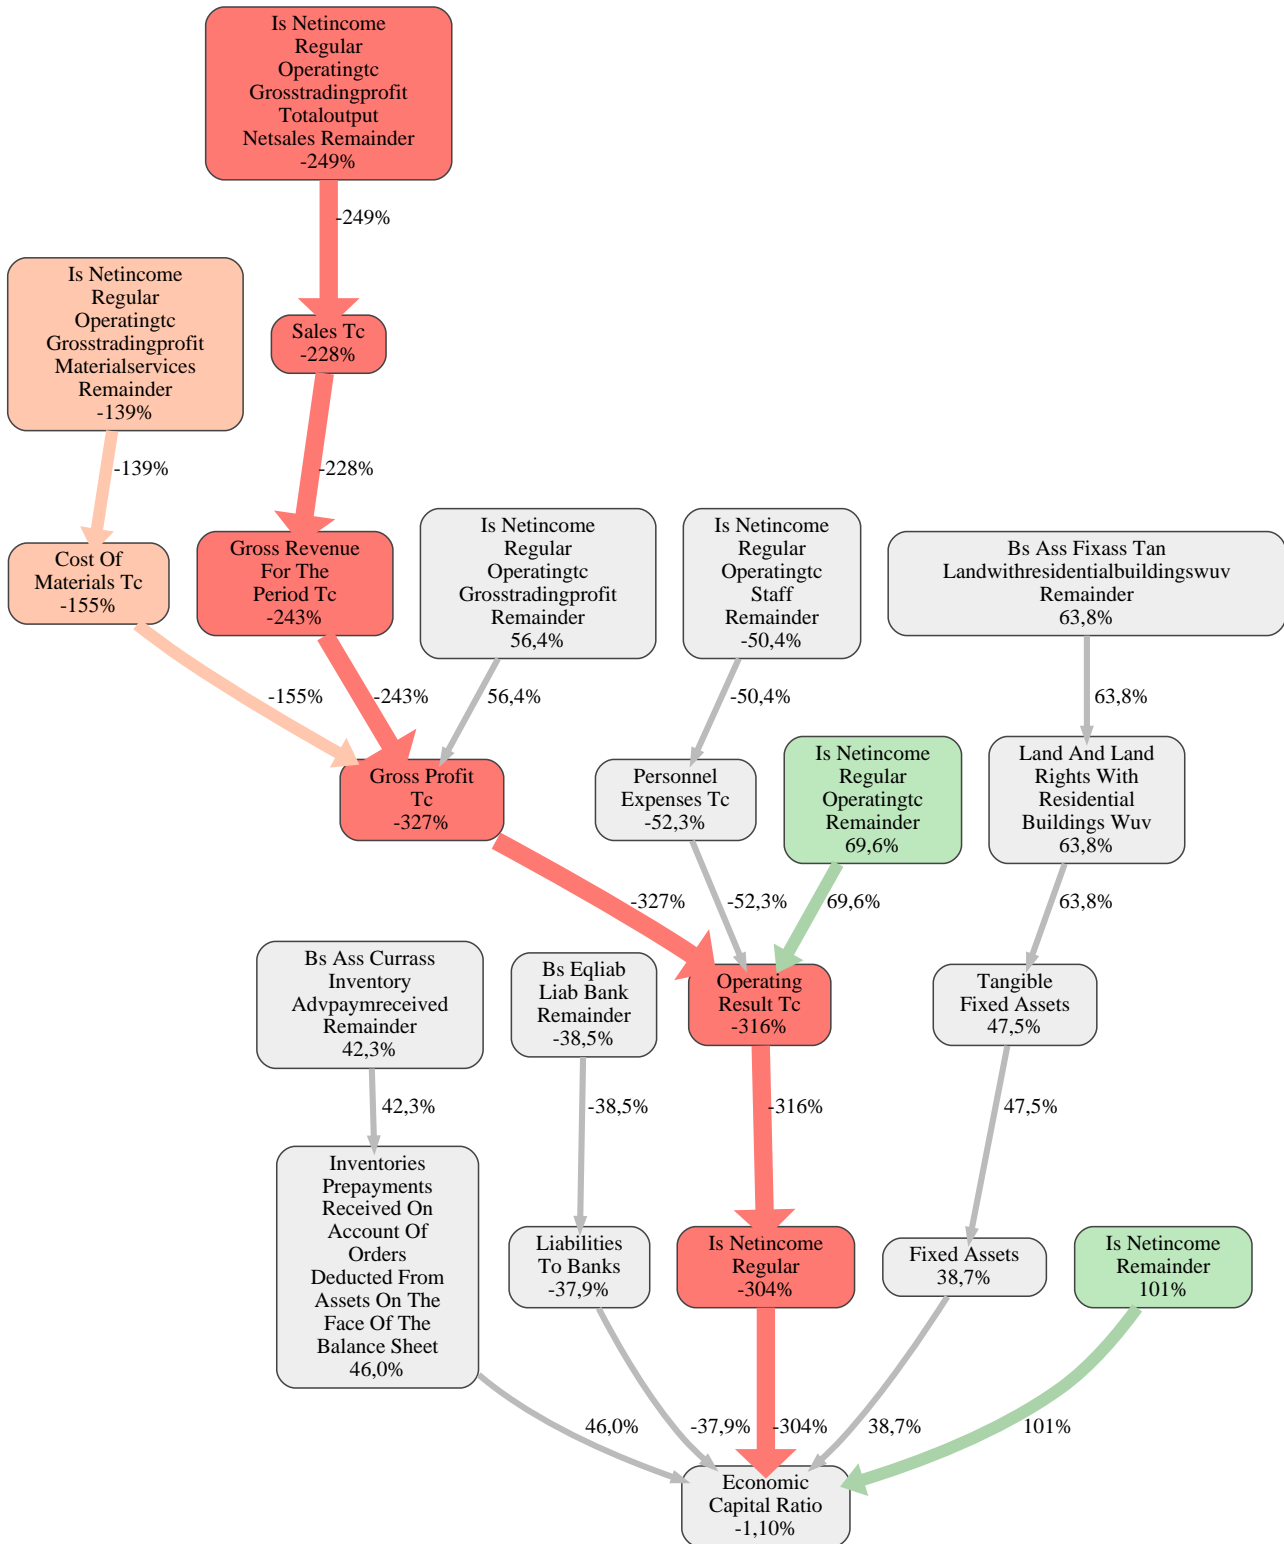 Is Netincome
Regular
Operatingtc
Grosstradingprofit
Totaloutput
Netsales Remainder
-249%
-249%
Is Netincome
Regular
Operatingtc
Grosstradingprofit
Materialservices
Remainder
-139%
Sales Tc
-228%
-139%
-228%
Cost Of
Materials Tc
-155%
Gross Revenue
For The
Period Tc
-243%
Is Netincome
Regular
Operatingtc
Grosstradingprofit
Remainder
56,4%
Is Netincome
Regular
Operatingtc
Staff
Remainder
-50,4%
Bs Ass Fixass Tan
Landwithresidentialbuildingswuv
Remainder
63,8%
-155%
-243%
56,4%
-50,4%
63,8%
Gross Profit
Tc
-327%
Personnel
Expenses Tc
-52,3%
Is Netincome
Regular
Operatingtc
Remainder
69,6%
Land And Land
Rights With
Residential
Buildings Wuv
63,8%
-327%
-52,3%
69,6%
63,8%
Bs Ass Currass
Inventory
Advpaymreceived
Remainder
42,3%
Bs Eqliab
Liab Bank
Remainder
-38,5%
Operating
Result Tc
-316%
Tangible
Fixed Assets
47,5%
42,3%
-38,5%
-316%
47,5%
Inventories
Prepayments
Received On
Account Of
Orders
Deducted From
Assets On The
Face Of The
Balance Sheet
46,0%
Liabilities
To Banks
-37,9%
Is Netincome
Regular
-304%
Fixed Assets
38,7%
Is Netincome
Remainder
101%
46,0%
-37,9%
-304%
38,7%
101%
Economic
Capital Ratio
-1,10%